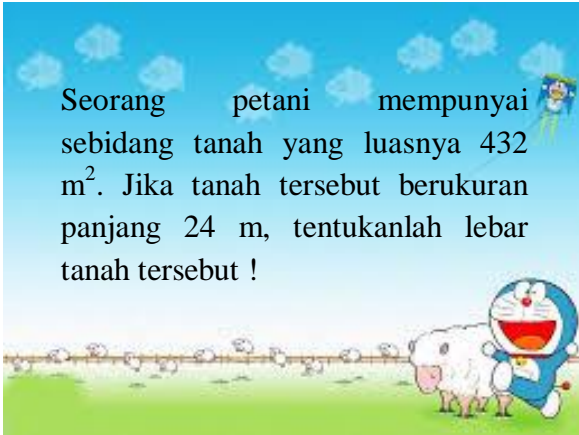 Seorang petani mempunyai
sebidang tanah yang luasnya 432
m². Jika tanah tersebut berukuran
panjang 24 m, tentukanlah lebar
tanah tersebut !